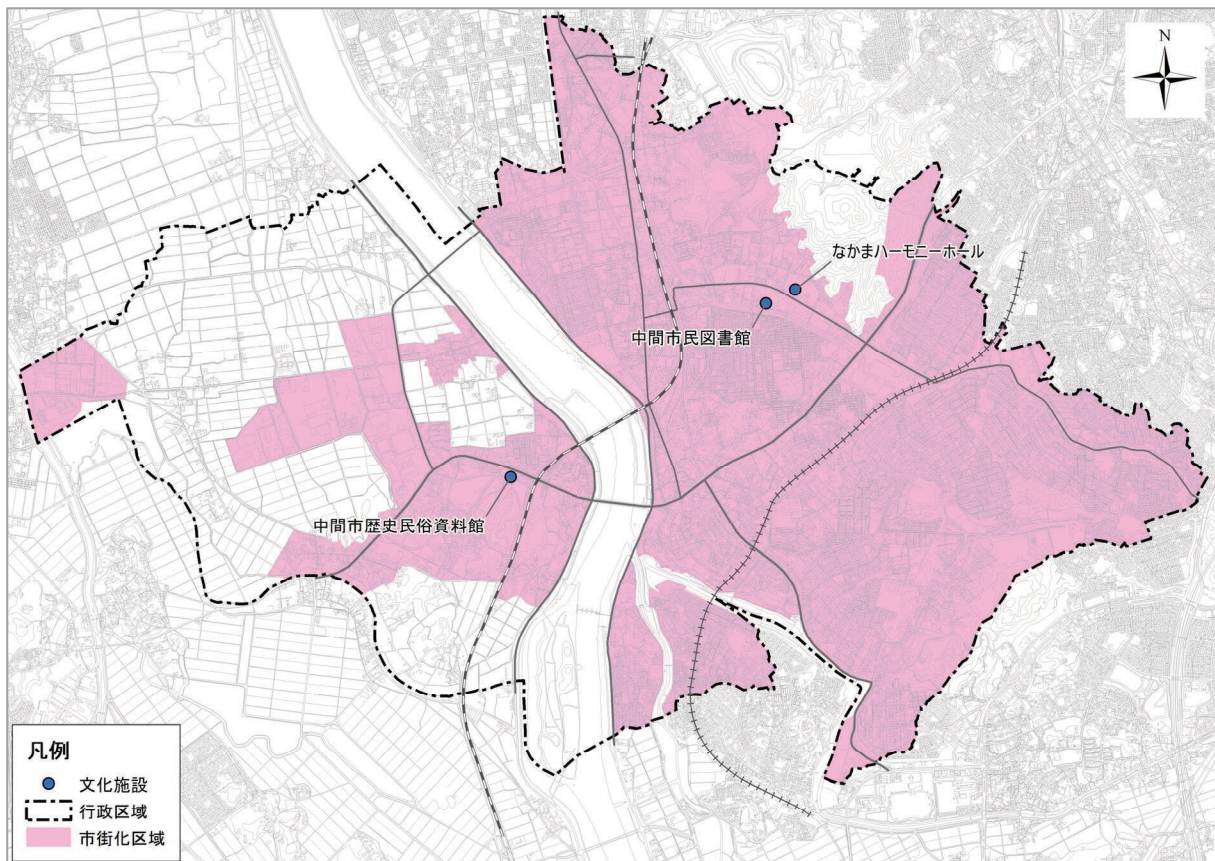 N
なかまハーモニーホール
中間市民図書館
中間市歴史民俗資料館
凡例
文化施設
行政区域
市街化区域